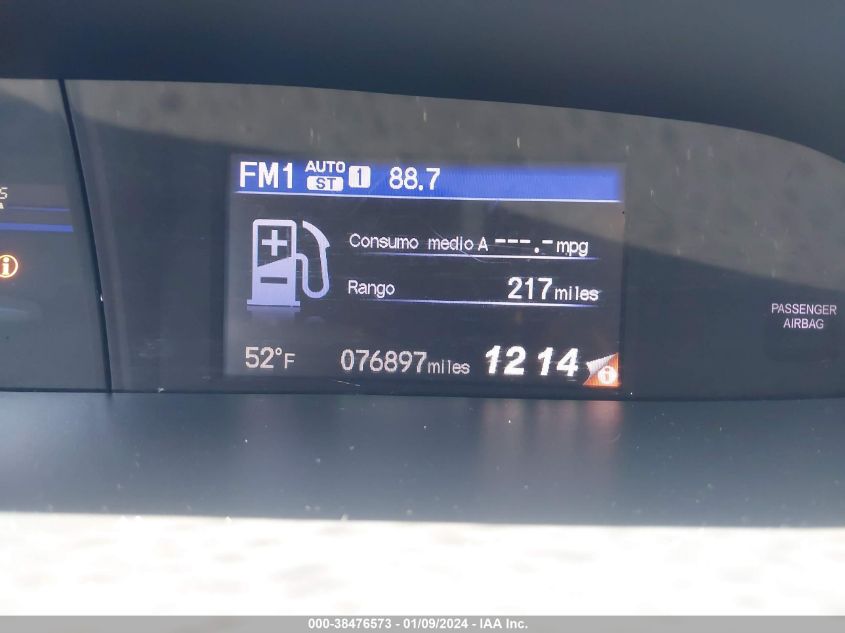 FM1 AUTO ST 1 88.7
Consumo medio A ---.- mpg
Rango 217 miles
52°F 076897 miles 12 14
PASSENGER
AIRBAG
000-38476573 - 01/09/2024 - IAA Inc.